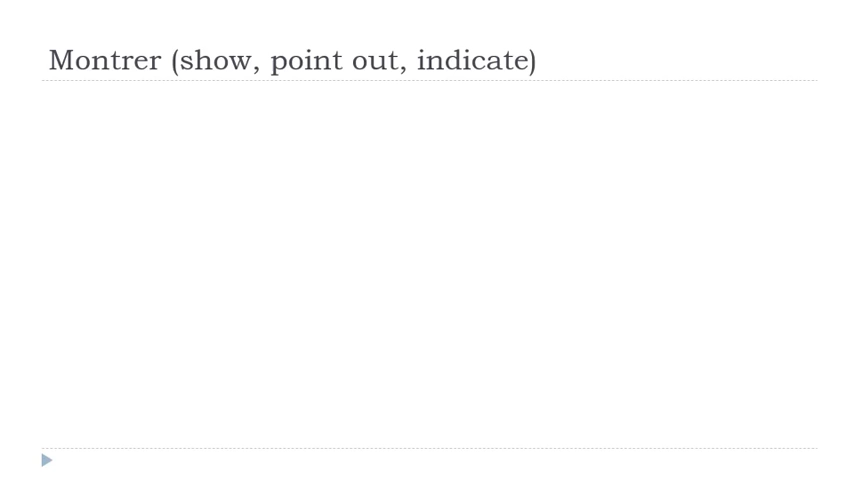 Montrer (show, point out, indicate)